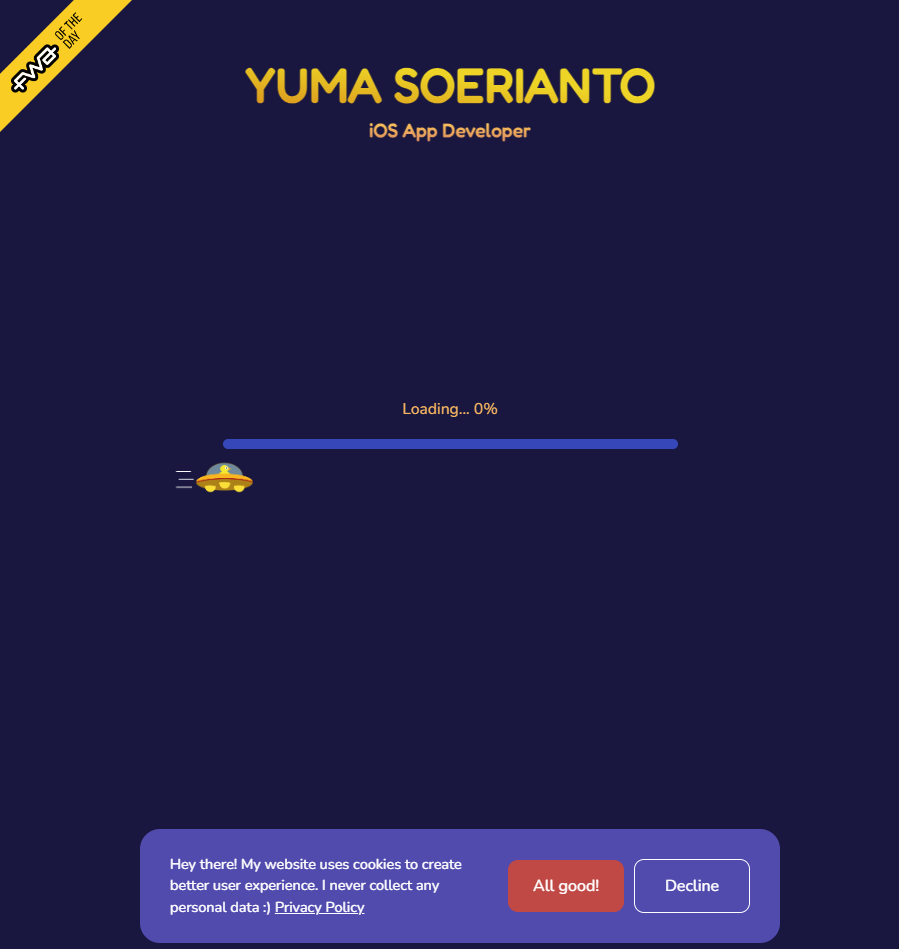 FWA OF THE
DAY
YUMA SOERIANTO
iOS App Developer
Loading... 0%
Hey there! My website uses cookies to create
better user experience. I never collect any
personal data :) Privacy Policy
All good!
Decline